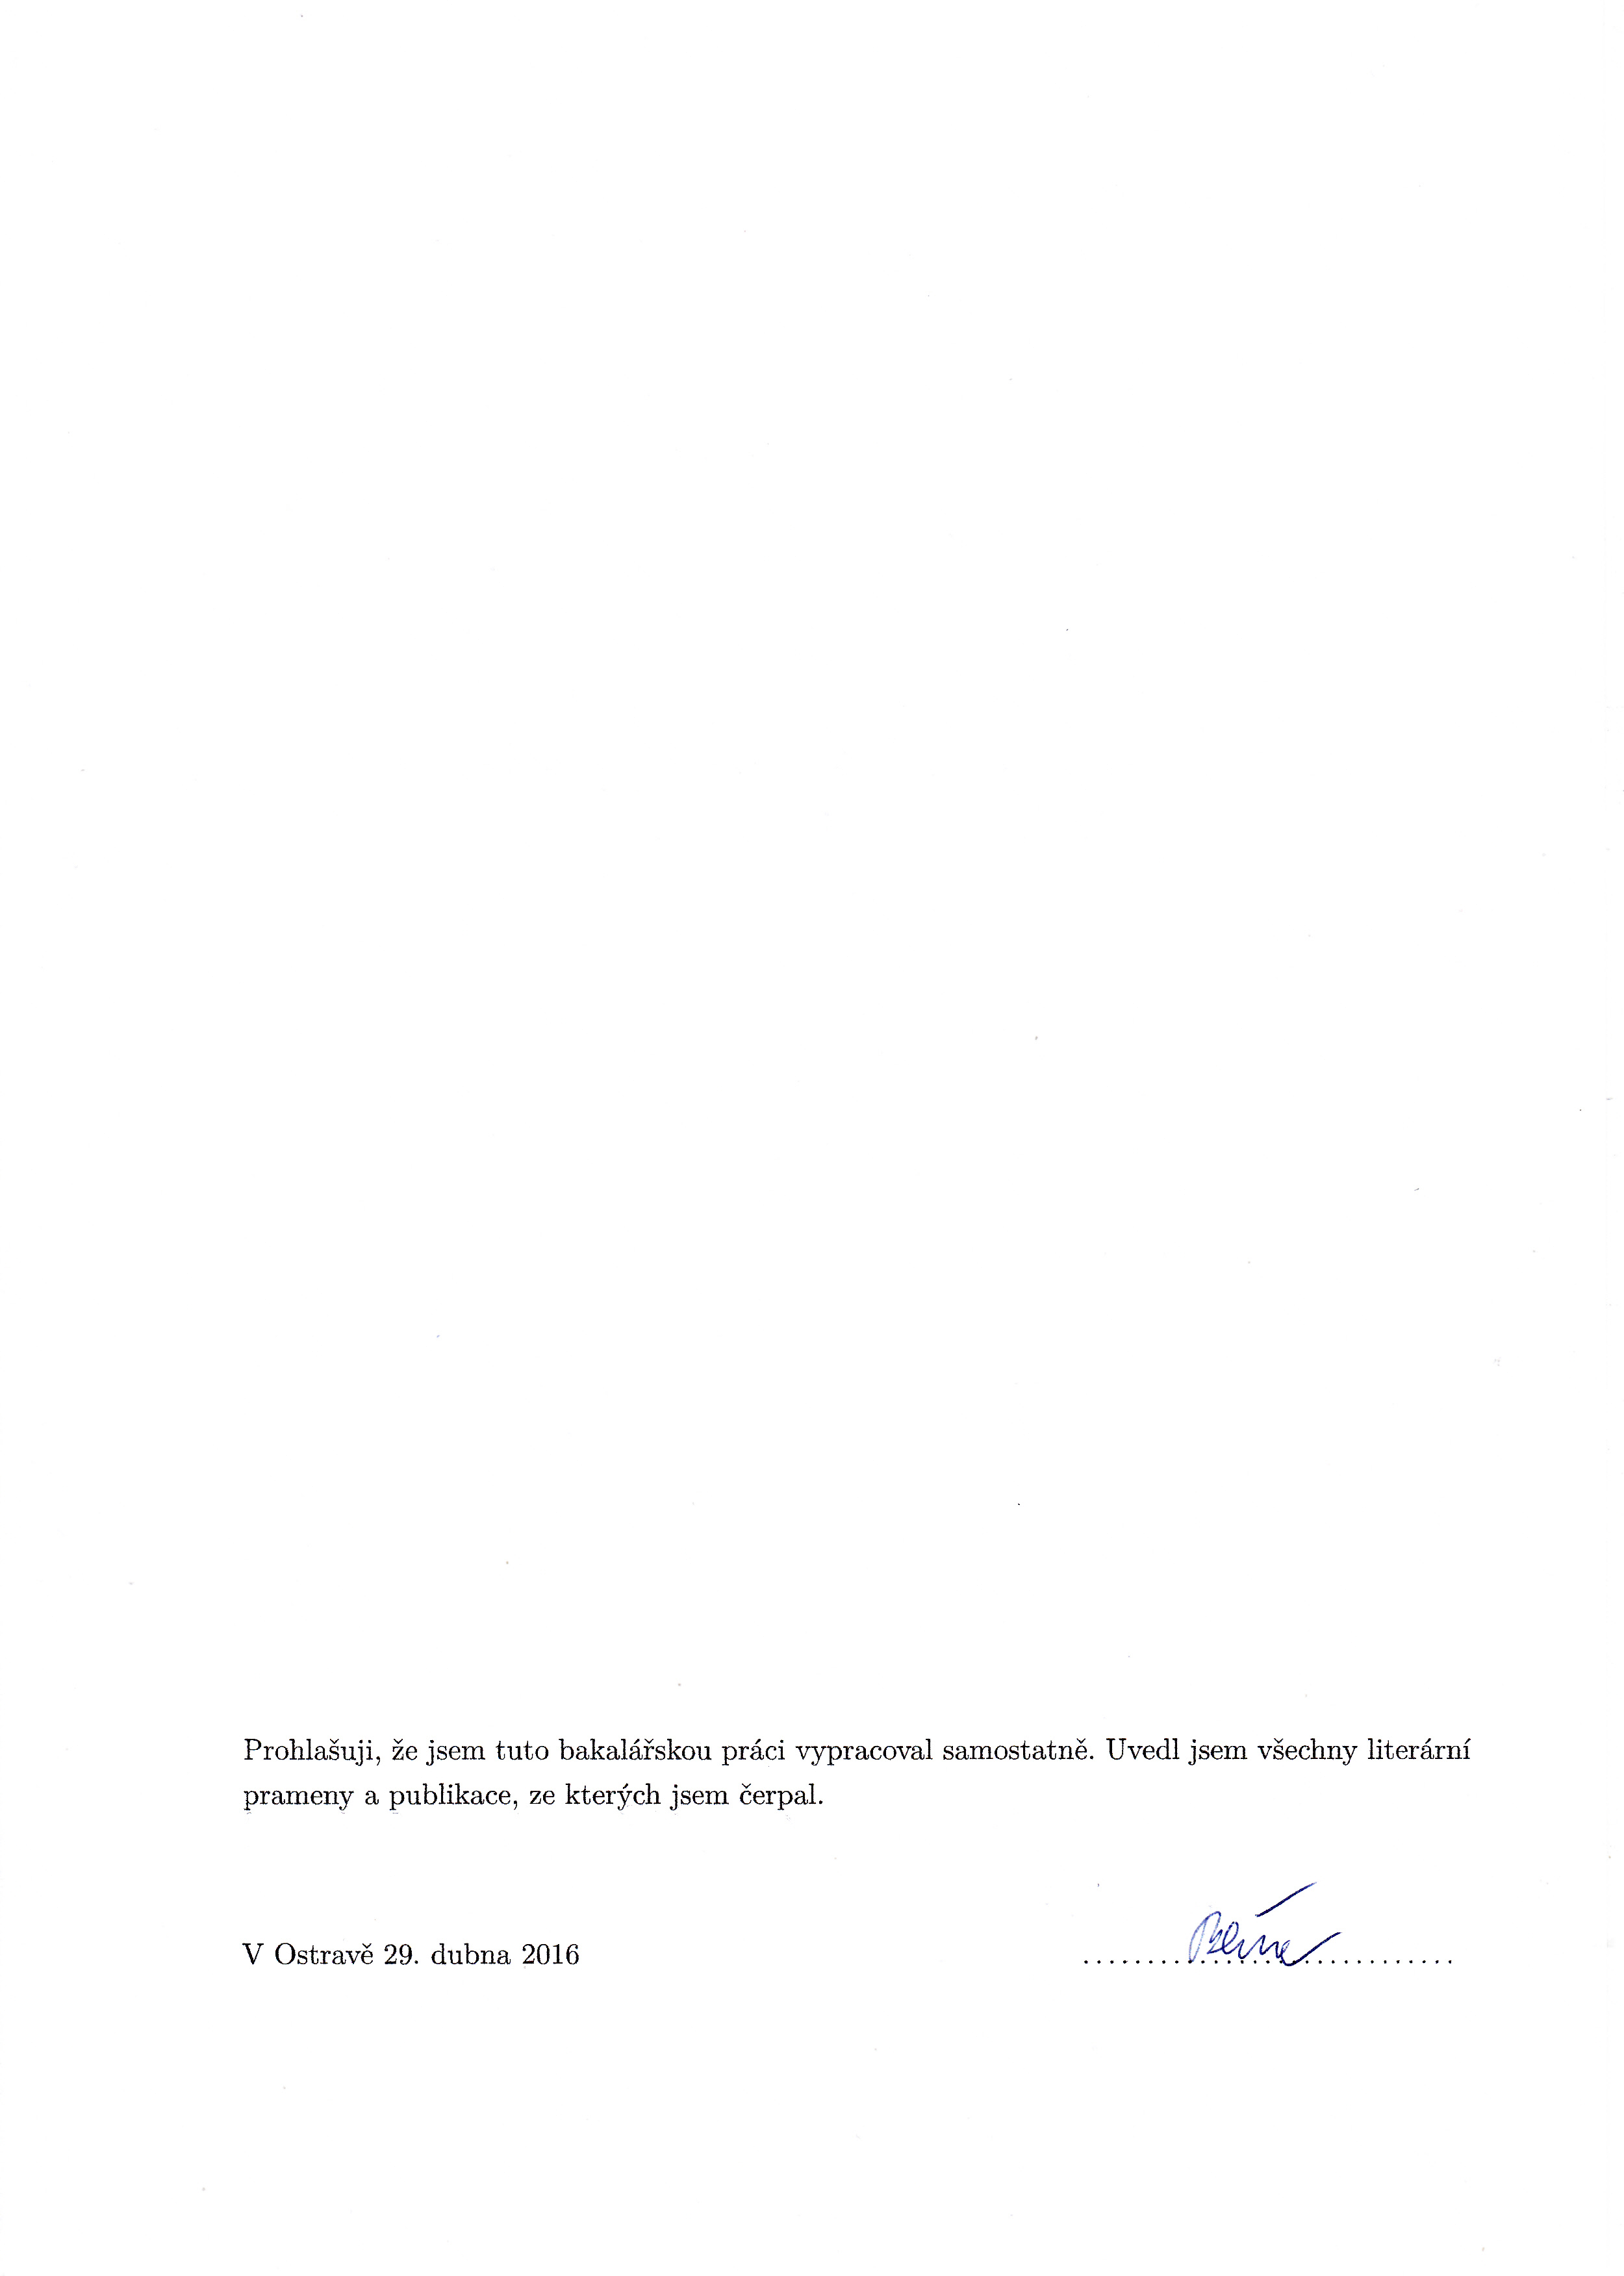 Prohlašuji, že jsem tuto bakalářskou práci vypracoval samostatně. Uvedl jsem všechny literární
prameny a publikace, ze kterých jsem čerpal.
V Ostravě 29. dubna 2016